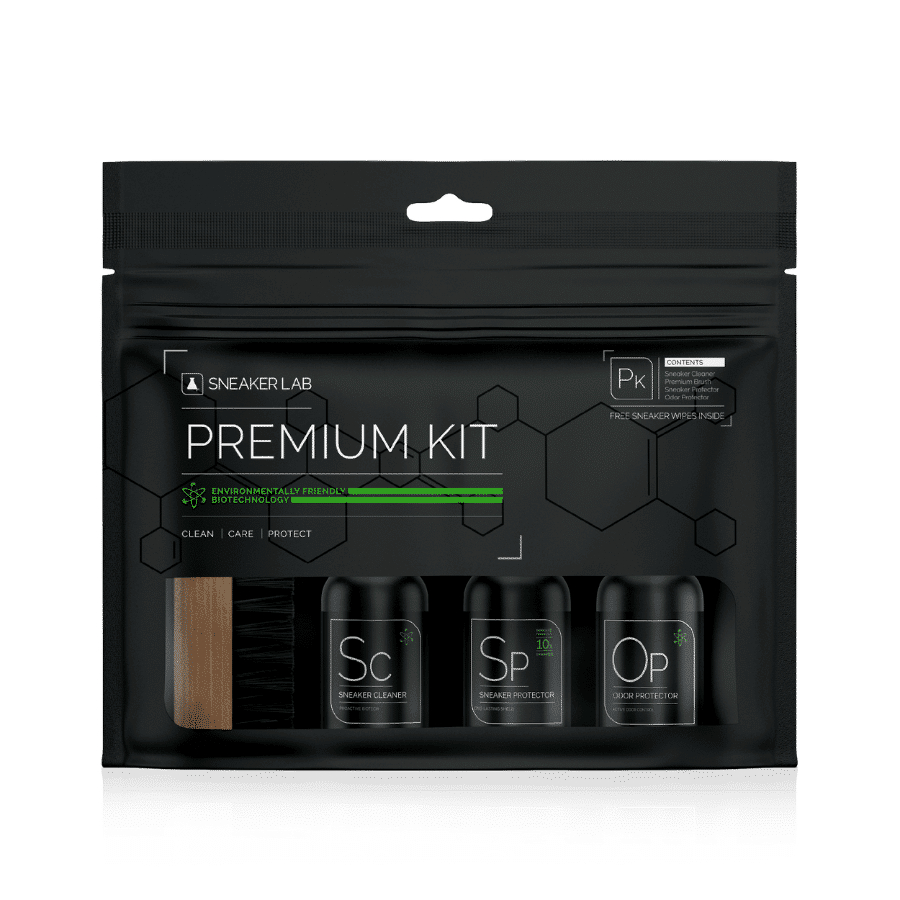 SNEAKER LAB
PREMIUM KIT
ENVIRONMENTALLY FRIENDLY
BIOTECHNOLOGY
CLEAN | CARE | PROTECT
Pk
CONTENTS
Sneaker Cleaner
Premium Brush
Sneaker Protector
Odor Protector
FREE SNEAKER WIPES INSIDE
Sc
SNEAKER CLEANER
Sp
10x
SNEAKER PROTECTOR
Op
ODOR PROTECTOR